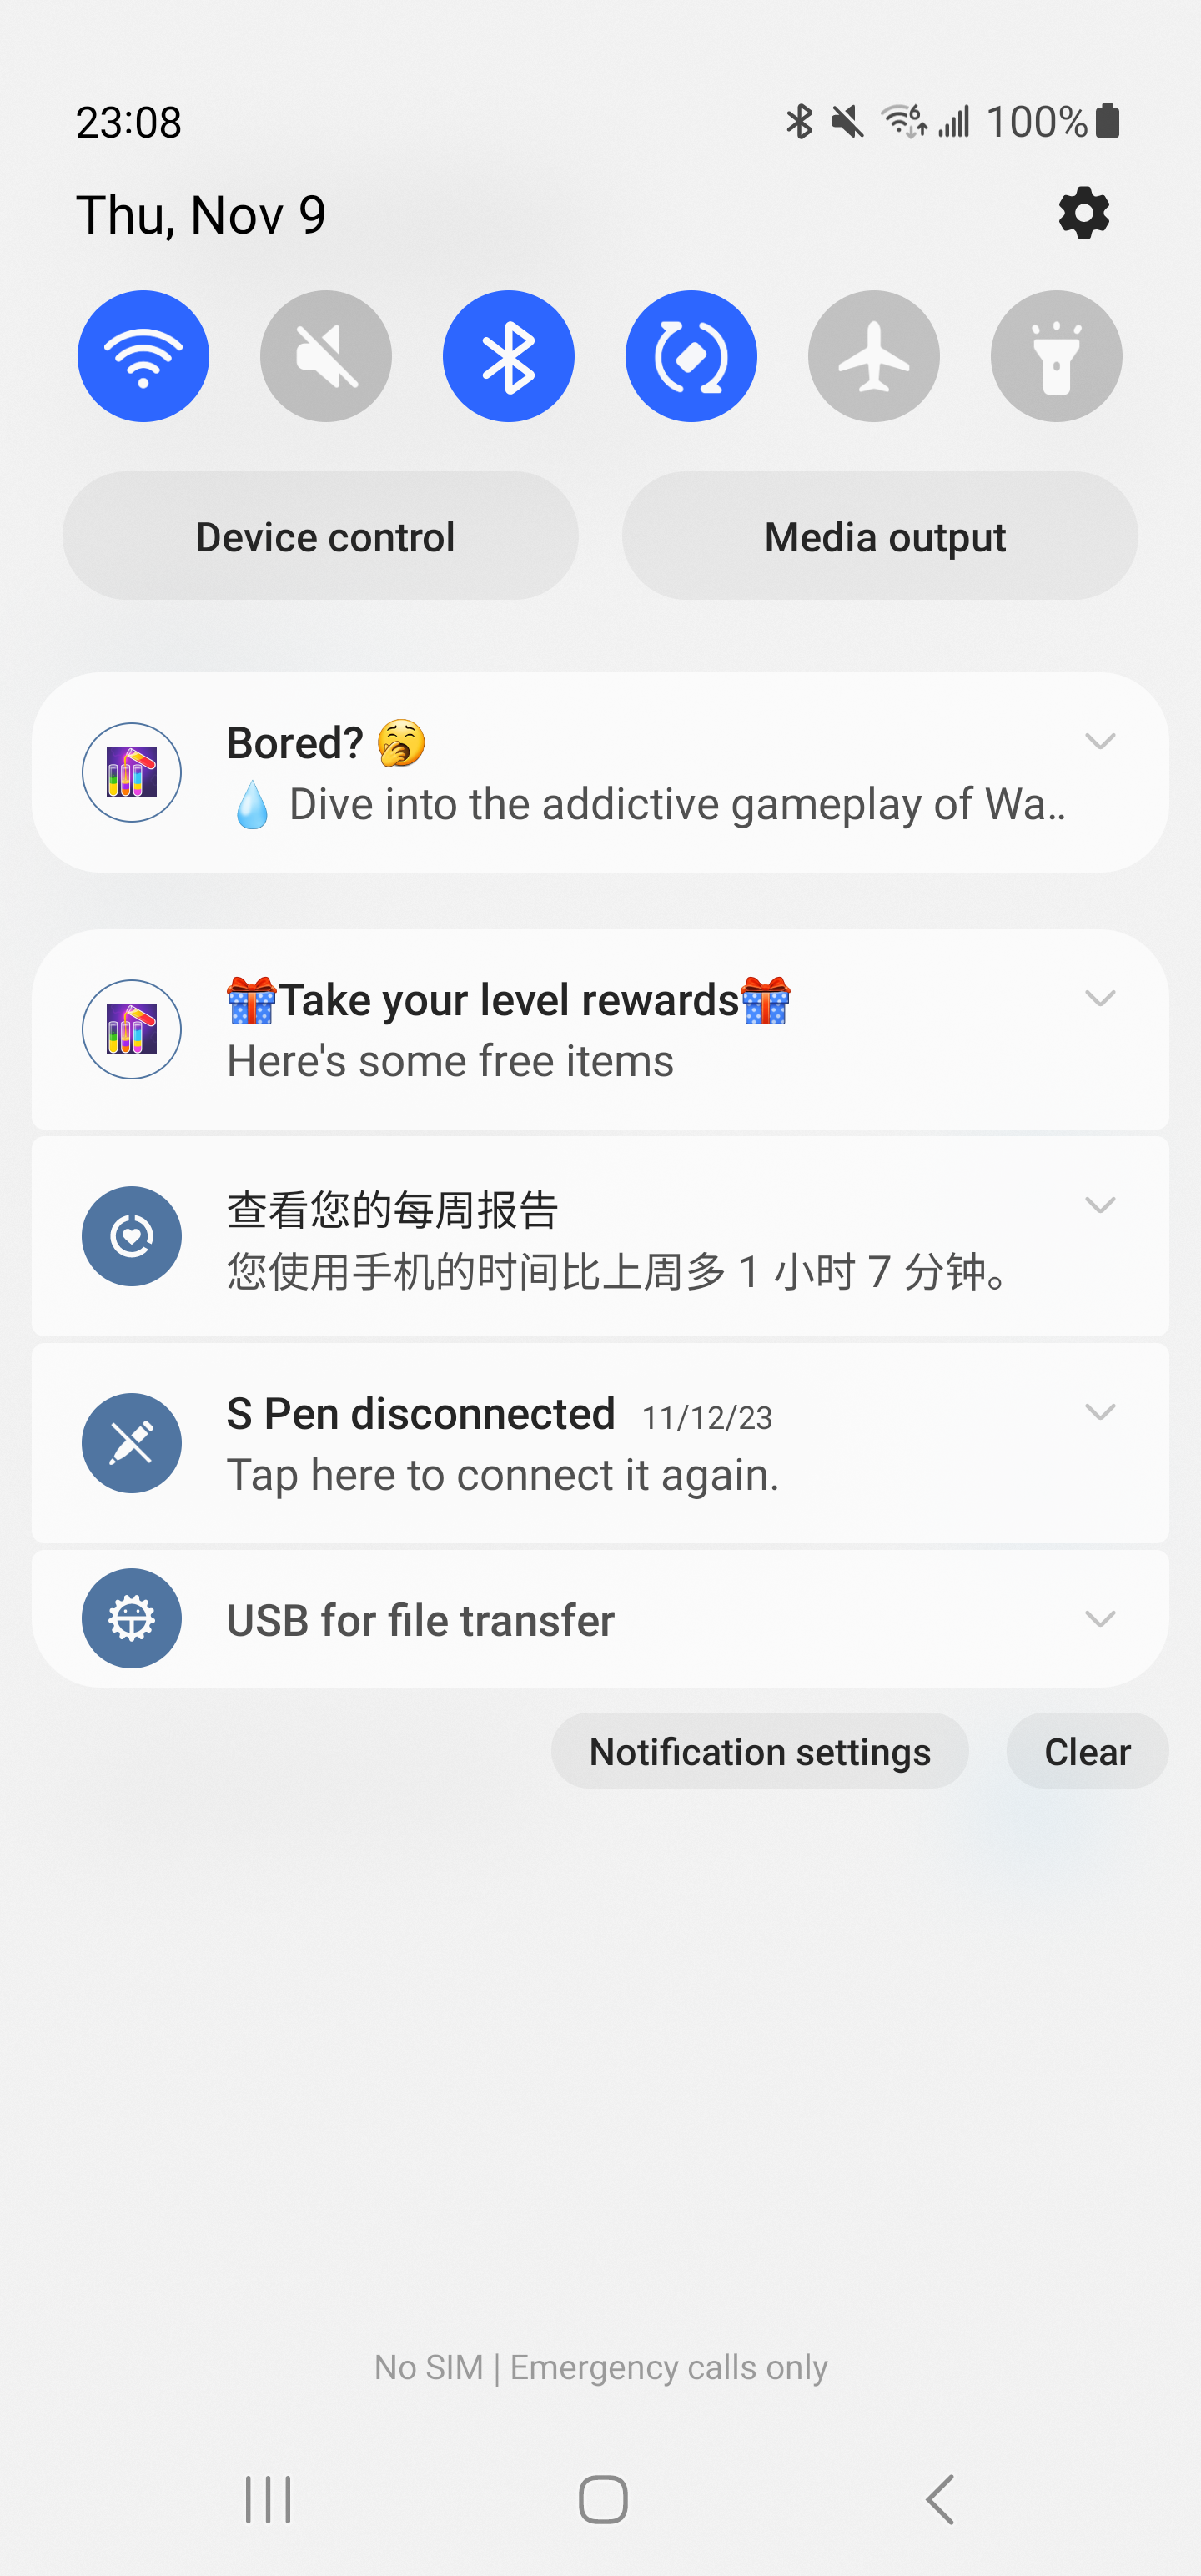 23:08
100%
Thu, Nov 9
Device control
Media output
Bored? 🥱
💧 Dive into the addictive gameplay of Wa..
🎁Take your level rewards🎁
Here's some free items
查看您的每周报告
您使用手机的时间比上周多 1 小时 7 分钟。
S Pen disconnected 11/12/23
Tap here to connect it again.
USB for file transfer
Notification settings
Clear
No SIM | Emergency calls only